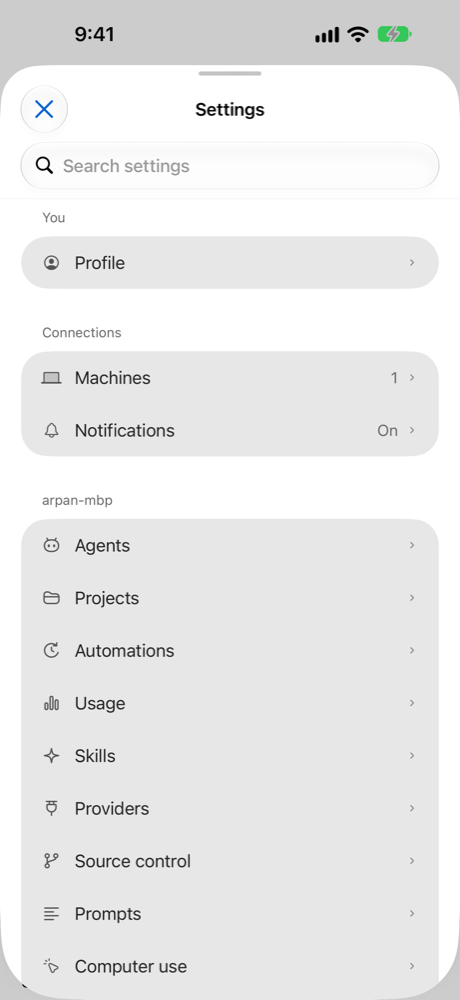 9:41
Settings
Search settings
You
Profile
Connections
Machines 1
Notifications On
arpan-mbp
Agents
Projects
Automations
Usage
Skills
Providers
Source control
Prompts
Computer use